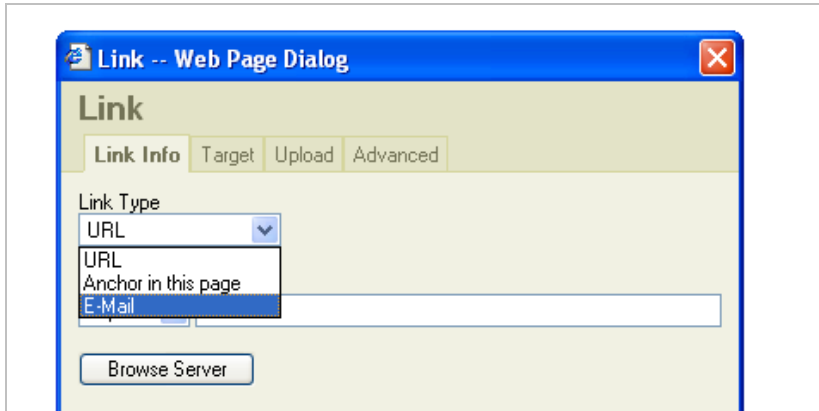 Link -- Web Page Dialog
Link
Link Info Target Upload Advanced
Link Type
URL
URL
Anchor in this page
E-Mail
Browse Server